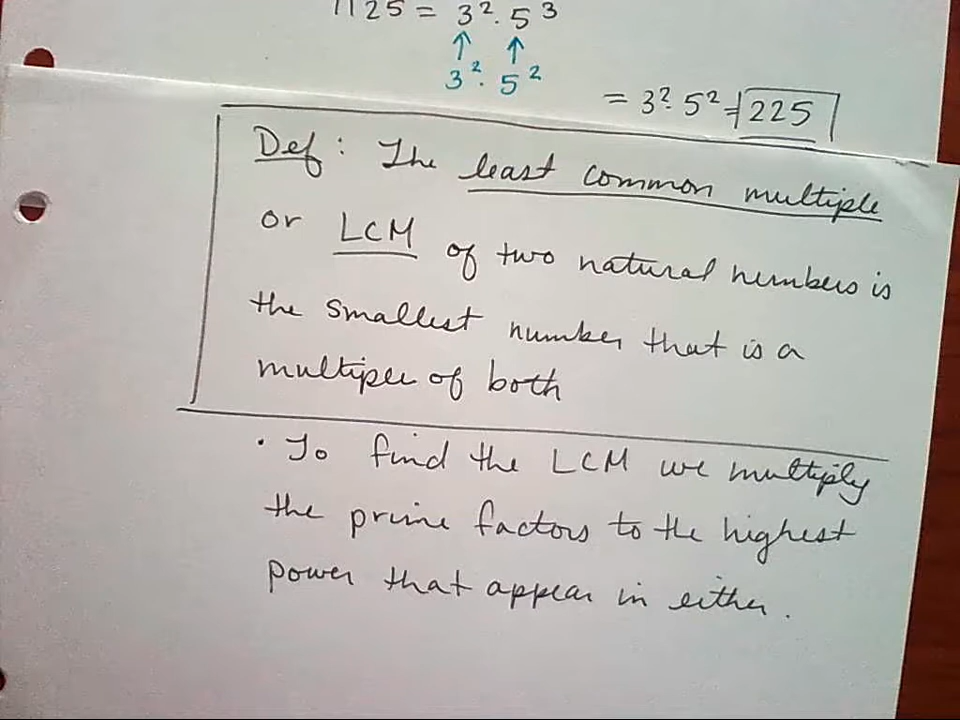 1125 = 3². 5³
↑ ↑
3². 5²
= 3². 5² = 225
Def : The least common multiple
or LCM of two natural numbers is
the smallest number that is a
multiple of both
· To find the LCM we multiply
the prime factors to the highest
power that appear in either.